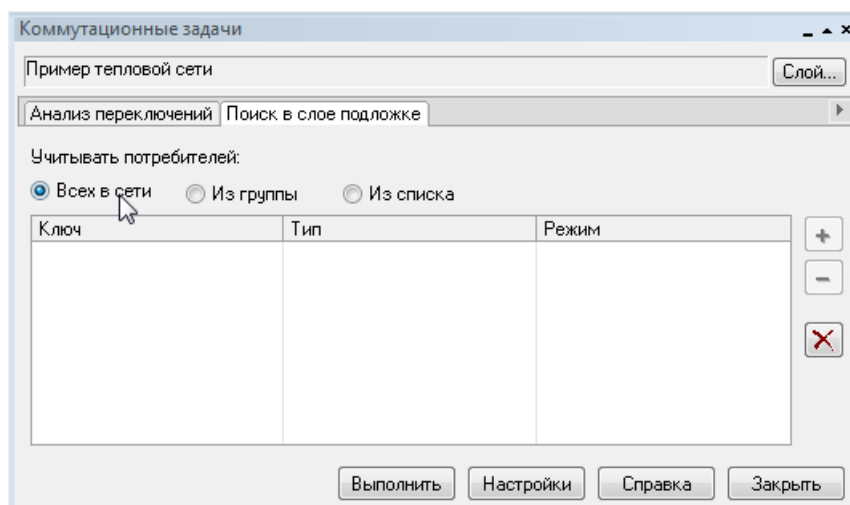 Коммутационные задачи
Пример тепловой сети Слой...
Анализ переключений Поиск в слое подложке
Учитывать потребителей:
Всех в сети Из группы Из списка
Ключ Тип Режим
Выполнить Настройки Справка Закрыть